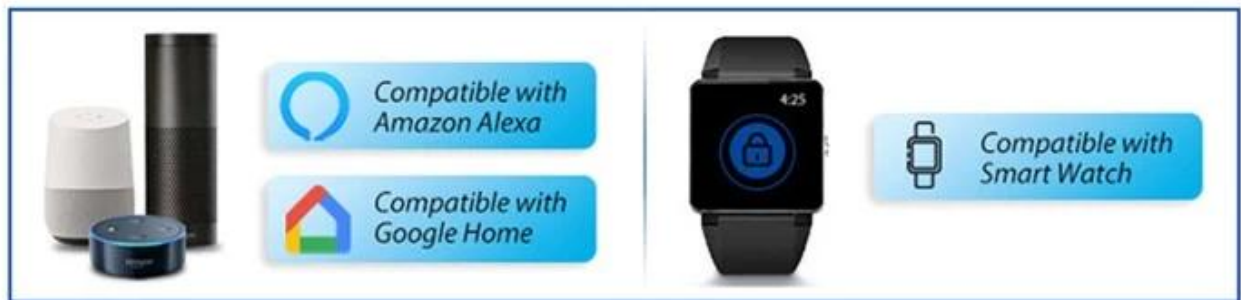 Compatible with
Amazon Alexa
Compatible with
Google Home
4:25
Compatible with
Smart Watch